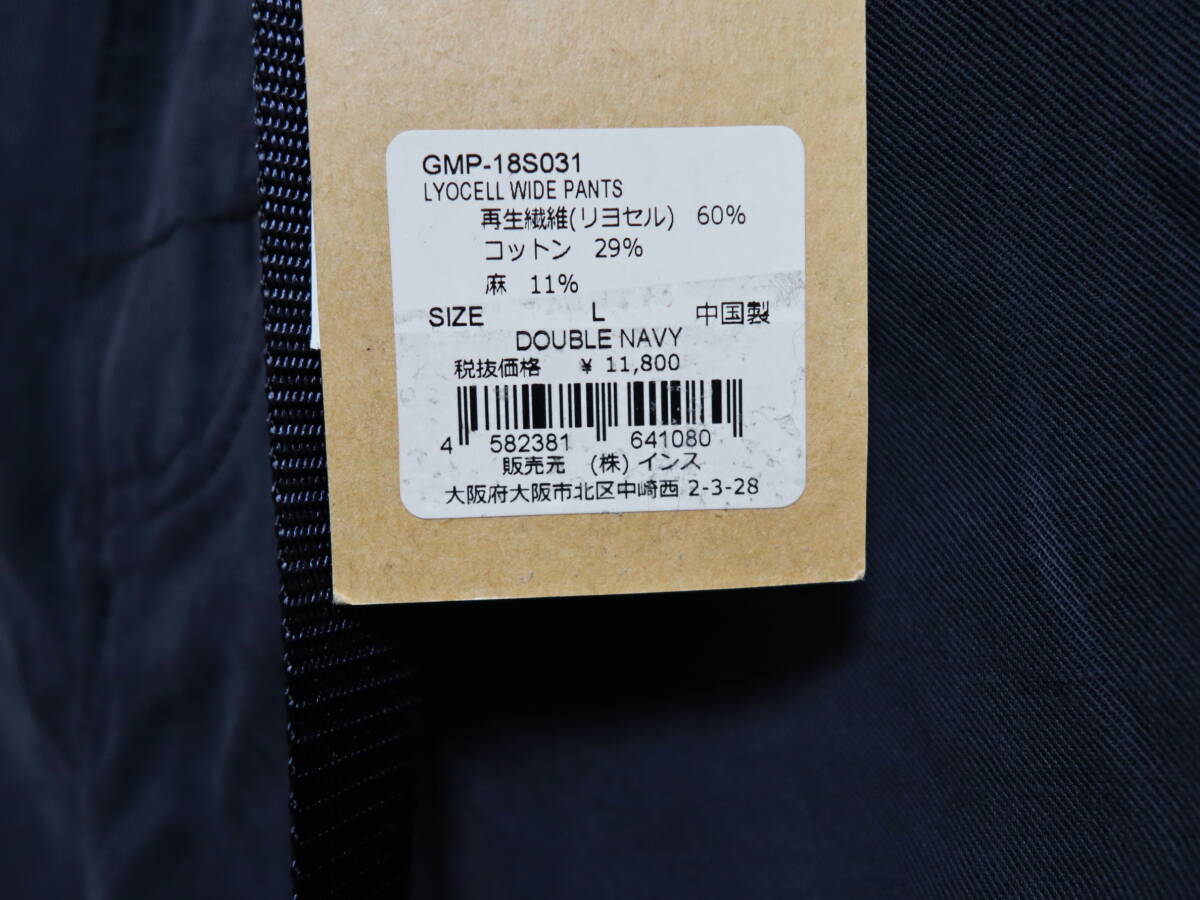 GMP-18S031
LYOCELL WIDE PANTS
再生繊維(リヨセル) 60%
コットン 29%
麻 11%
SIZE L 中国製
DOUBLE NAVY
税抜価格 ¥ 11,800
4 582381 641080
販売元 (株) インス
大阪府大阪市北区中崎西 2-3-28